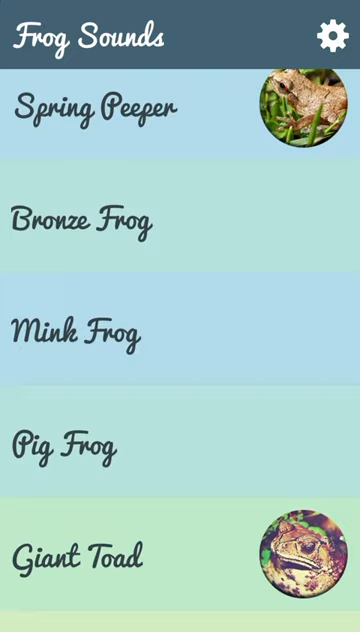 Frog Sounds
Spring Peeper
Bronze Frog
Mink Frog
Pig Frog
Giant Toad